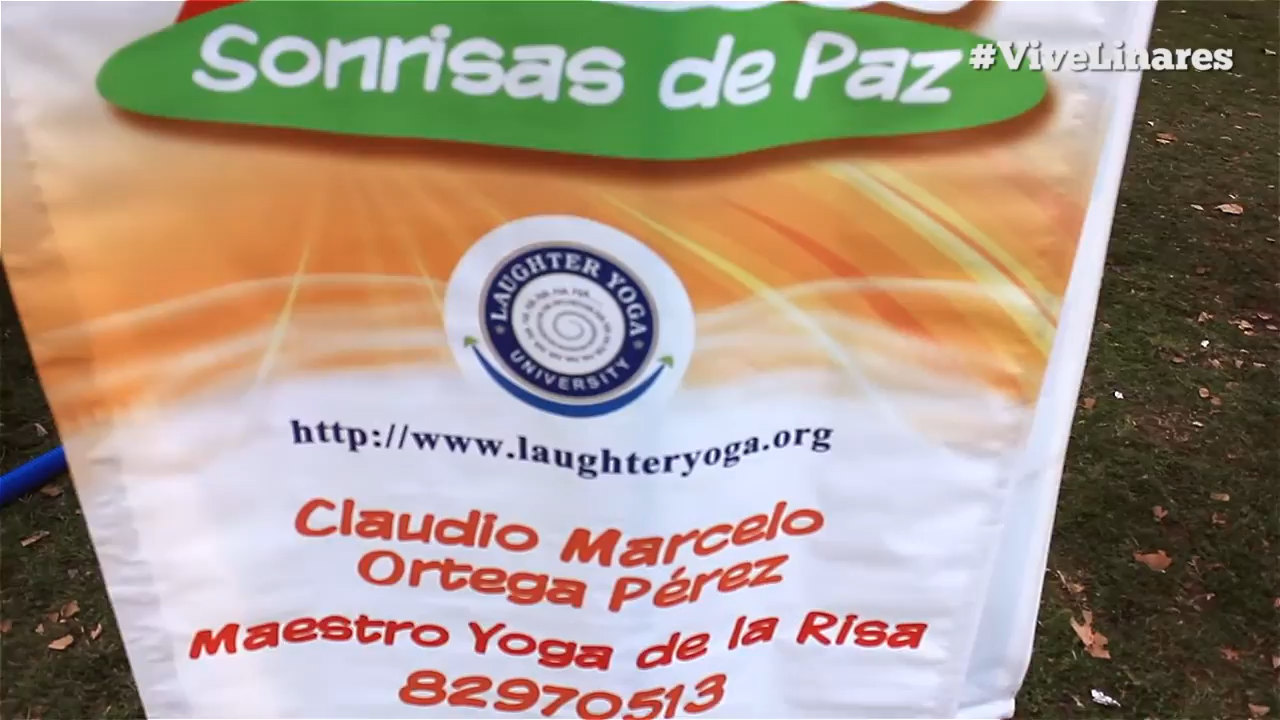 Sonrisas de Paz
#ViveLinares
LAUGHTER YOGA
UNIVERSITY
http://www.laughteryoga.org
Claudio Marcelo
Ortega Pérez
Maestro Yoga de la Risa
82970513